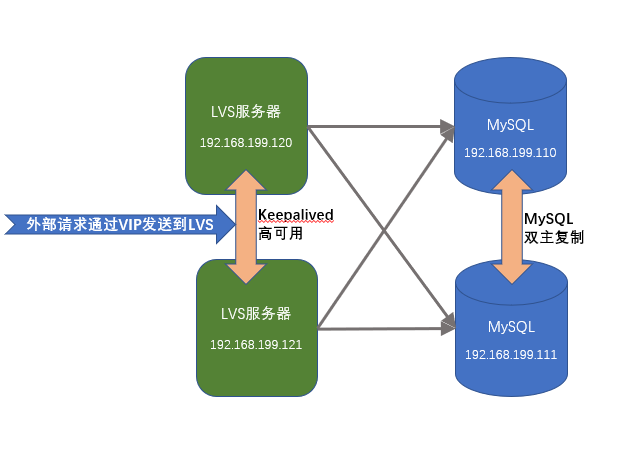 LVS服务器
192.168.199.120
MySQL
192.168.199.110
外部请求通过VIP发送到LVS
Keepalived
高可用
MySQL
双主复制
LVS服务器
192.168.199.121
MySQL
192.168.199.111